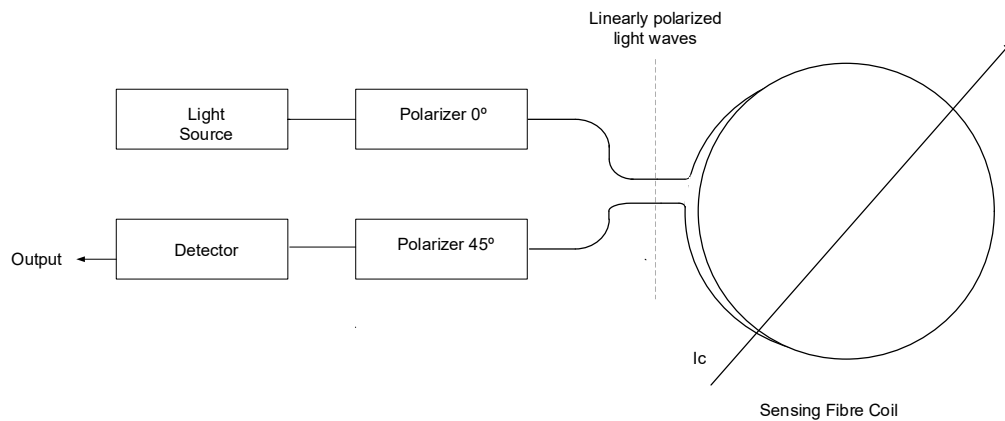 Linearly polarized
light waves
Light
Source
Polarizer 0º
Output
Detector
Polarizer 45º
Ic
Sensing Fibre Coil